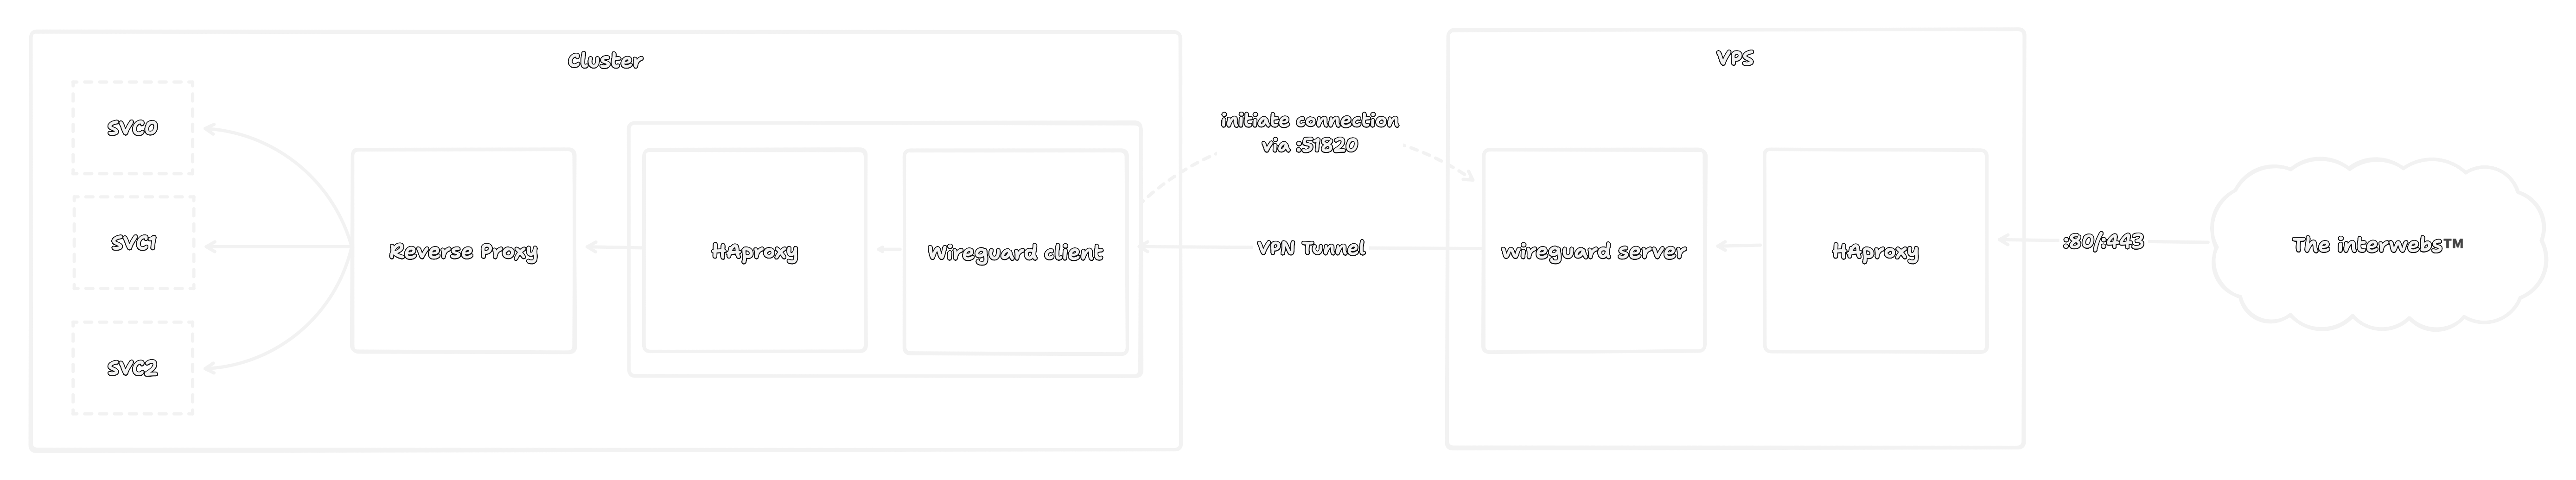 Cluster
VPS
SVC0
SVC1
SVC2
Reverse Proxy
HAproxy
Wireguard client
initiate connection
via :51820
VPN Tunnel
wireguard server
HAproxy
:80/:443
The interwebs™